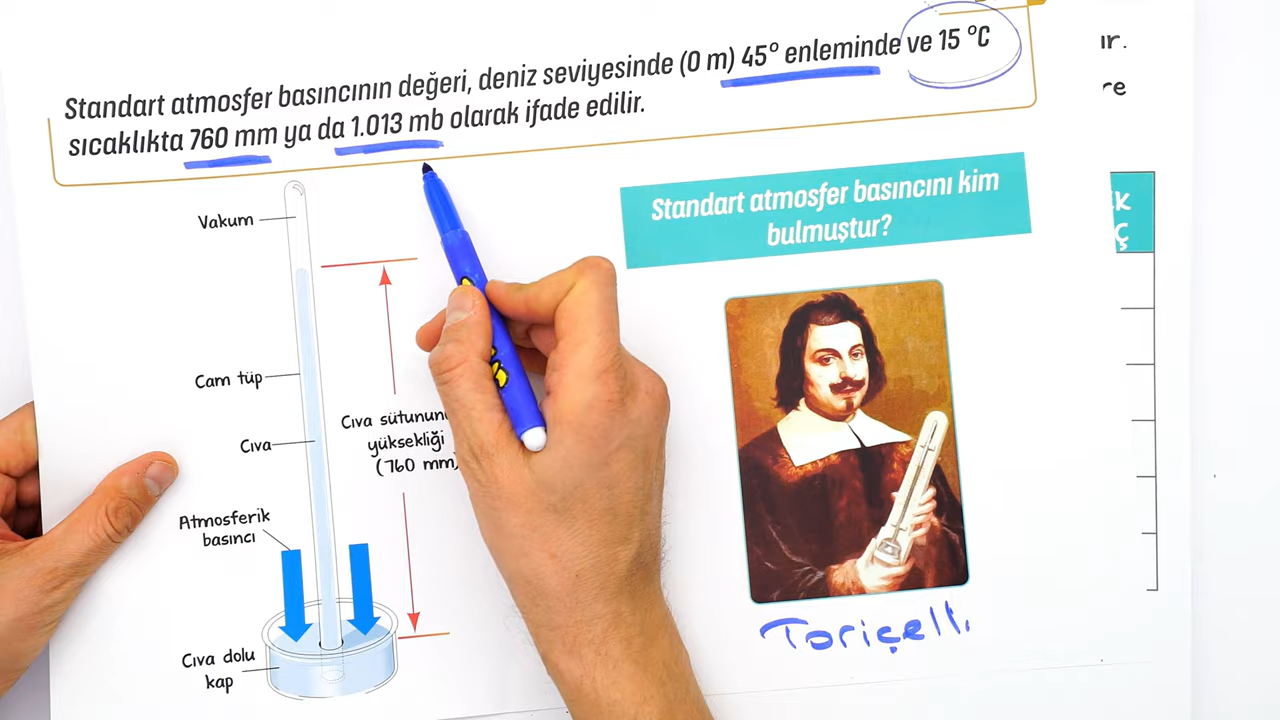 Standart atmosfer basıncının değeri, deniz seviyesinde (0 m) 45° enleminde ve 15 °C
sıcaklıkta 760 mm ya da 1.013 mb olarak ifade edilir.
ır.
re
Vakum
Cam tüp
Cıva
Cıva sütunun
yüksekliği
(760 mm)
Atmosferik
basıncı
Cıva dolu
kap
Standart atmosfer basıncını kim
bulmuştur?
Toriçelli
K
Ç